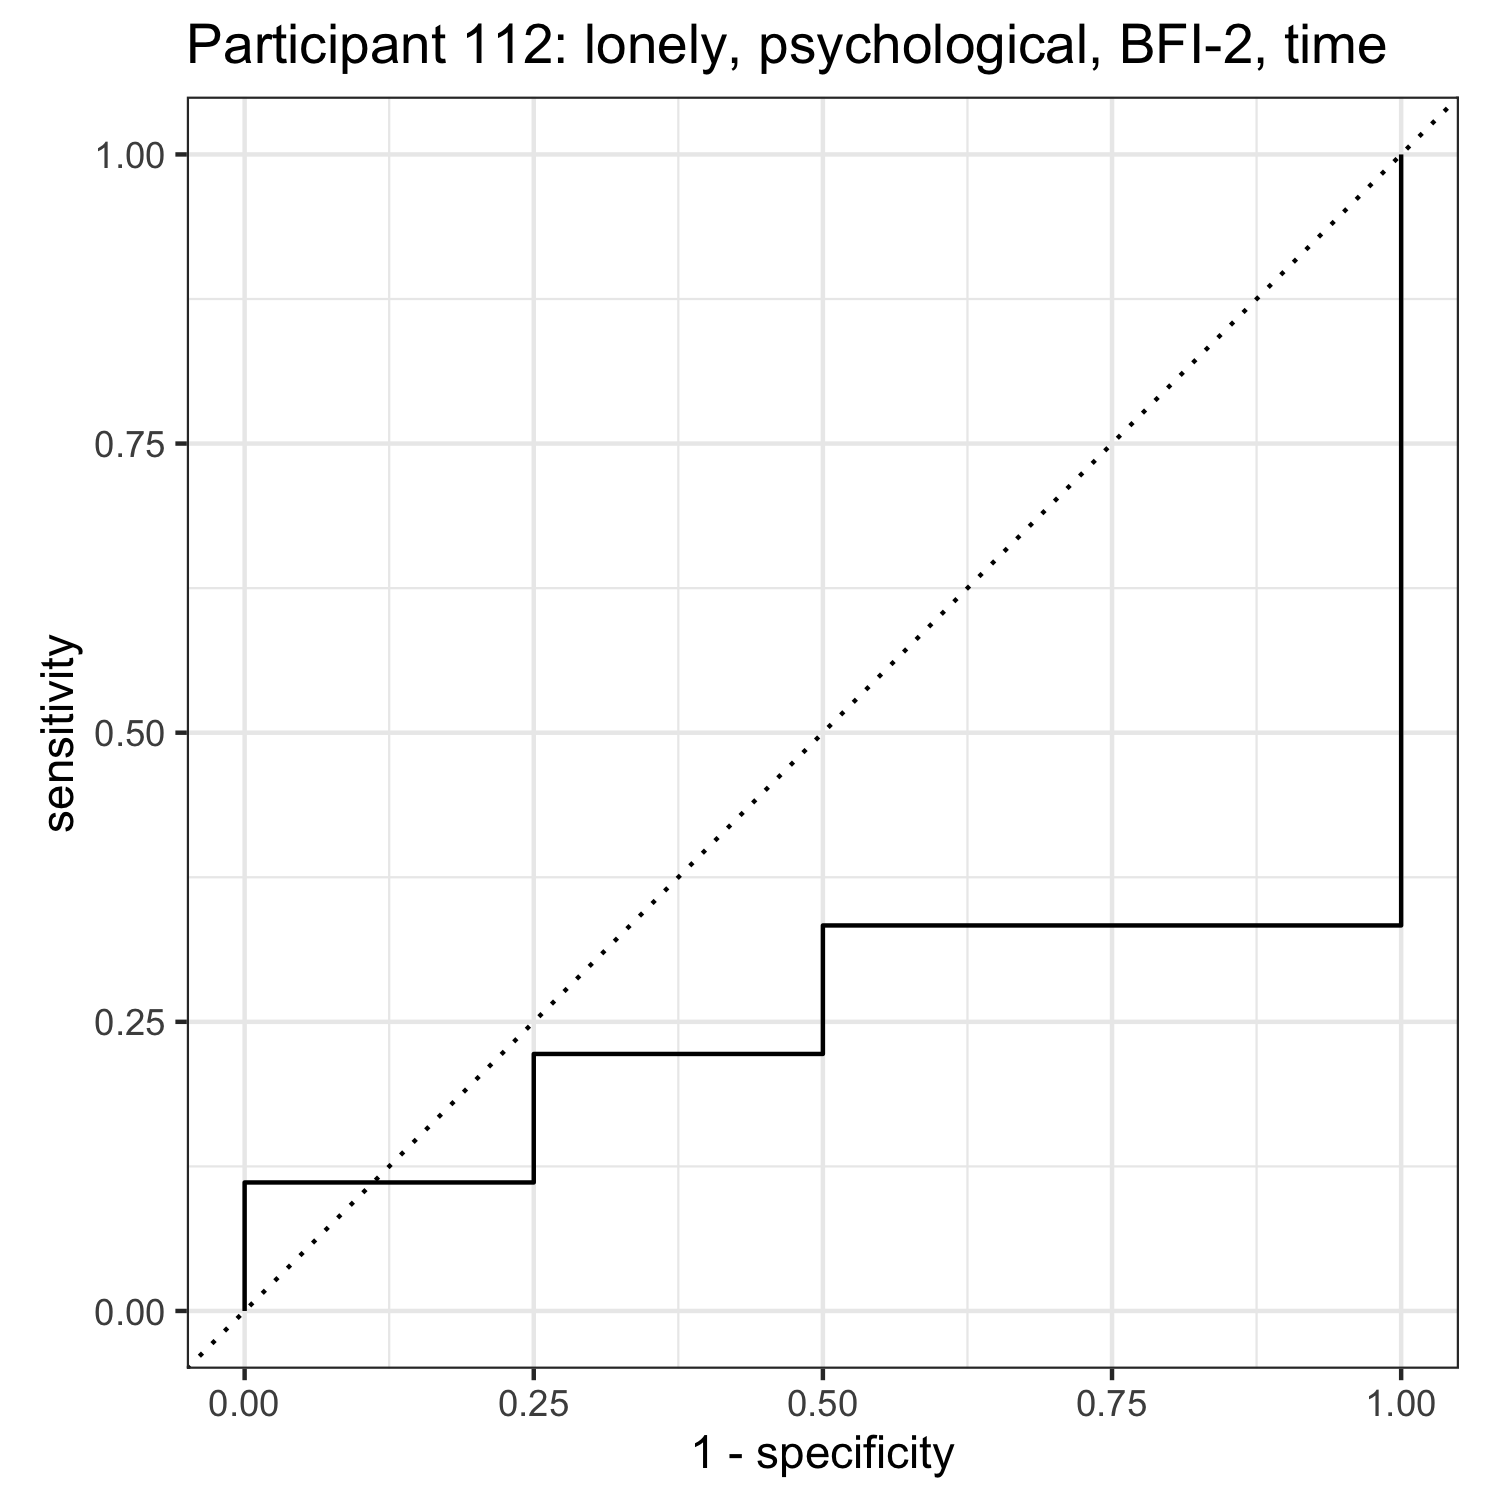 Participant 112: lonely, psychological, BFI-2, time
1.00
0.75
0.50
0.25
0.00
sensitivity
0.00 0.25 0.50 0.75 1.00
1 - specificity